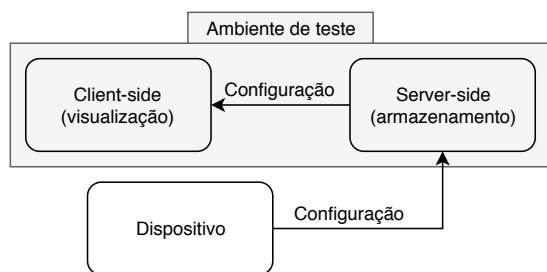 Ambiente de teste
Client-side
(visualização)
Configuração
Server-side
(armazenamento)
Dispositivo
Configuração